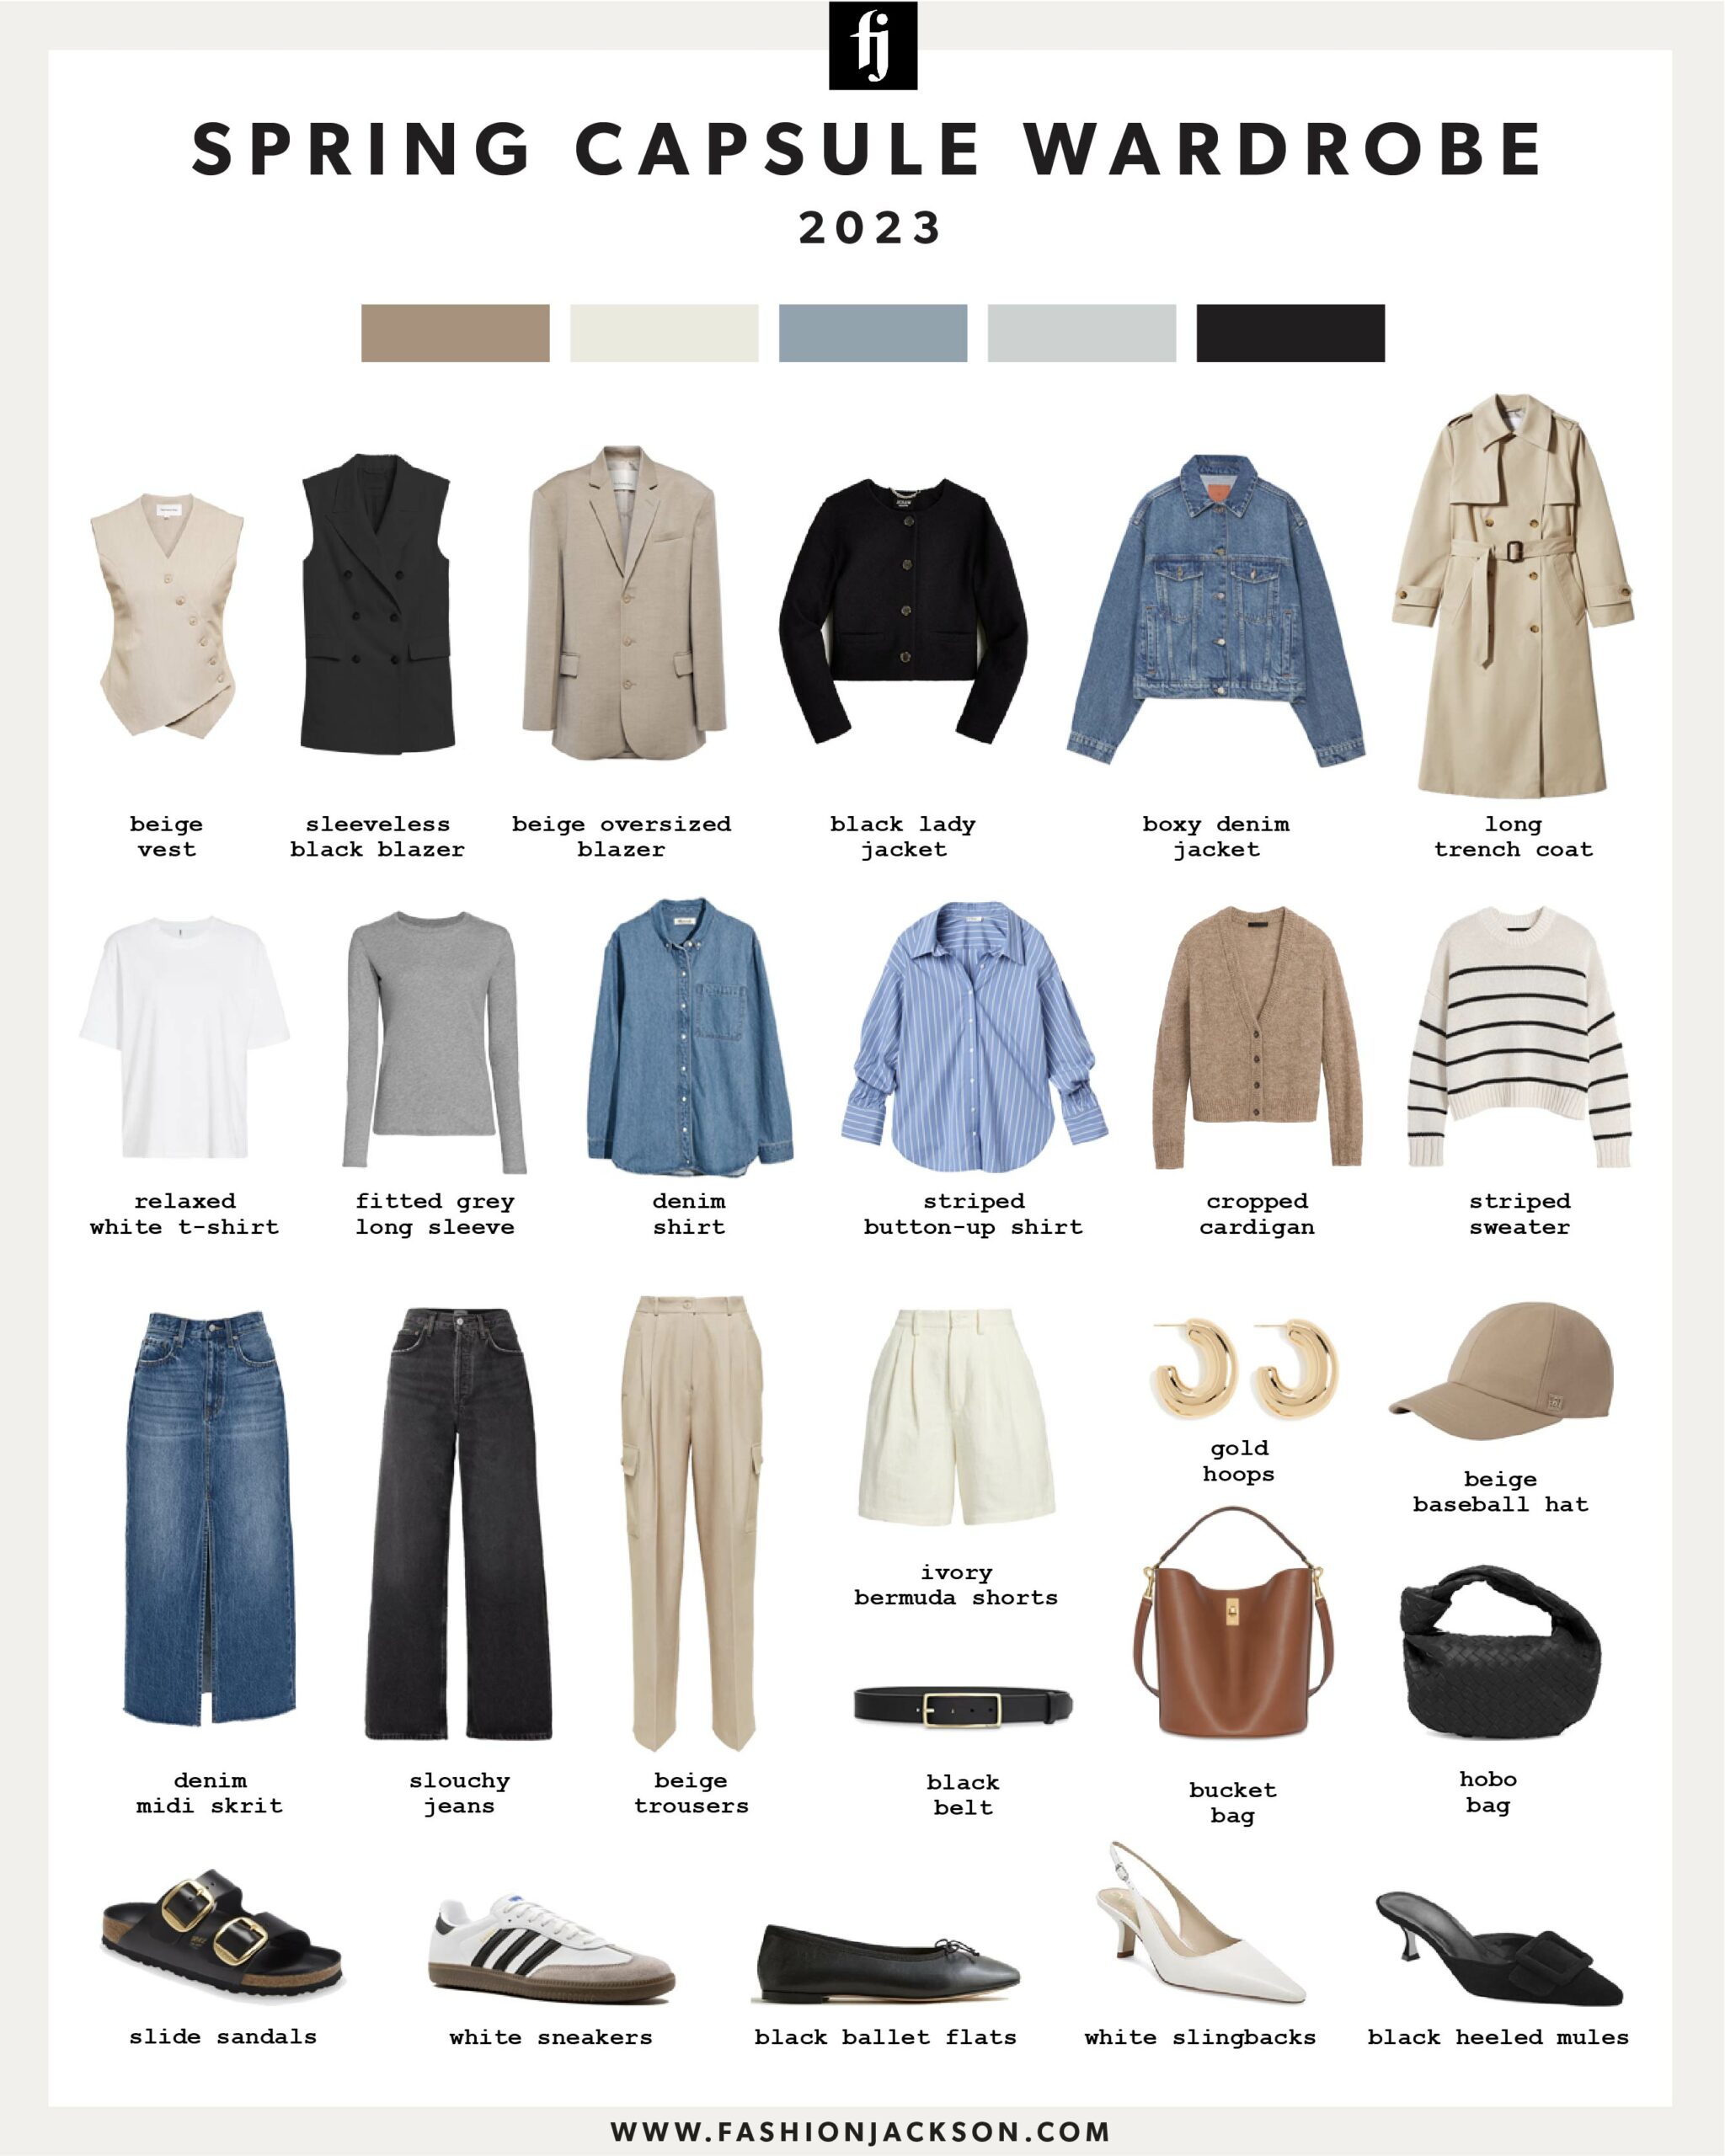 fj
SPRING CAPSULE WARDROBE
2023
beige
vest
sleeveless
black blazer
beige oversized
blazer
black lady
jacket
boxy denim
jacket
long
trench coat
relaxed
white t-shirt
fitted grey
long sleeve
denim
shirt
striped
button-up shirt
cropped
cardigan
striped
sweater
denim
midi skrit
slouchy
jeans
beige
trousers
ivory
bermuda shorts
black
belt
gold
hoops
beige
baseball hat
bucket
bag
hobo
bag
slide sandals
white sneakers
black ballet flats
white slingbacks
black heeled mules
WWW.FASHIONJACKSON.COM